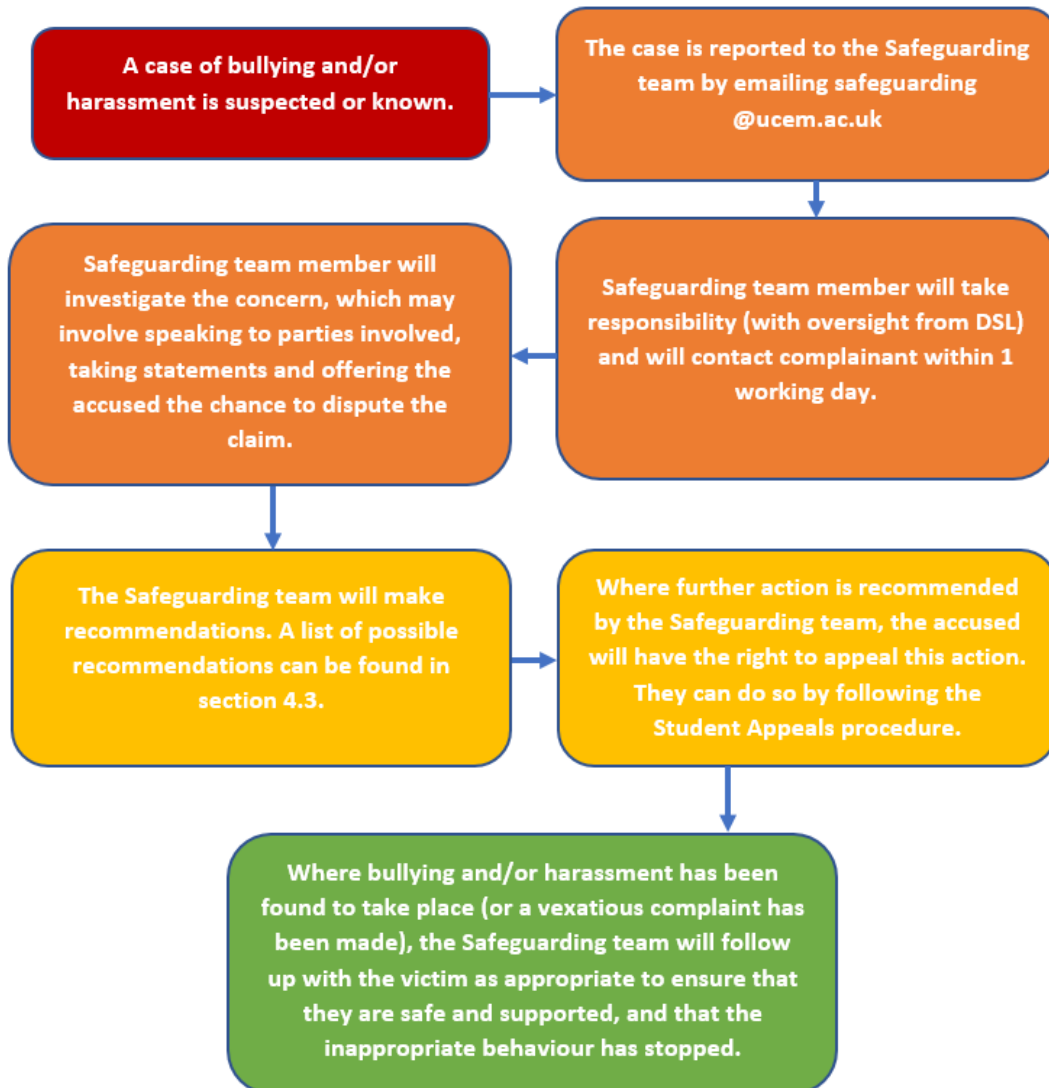 A case of bullying and/or
harassment is suspected or known.
The case is reported to the Safeguarding
team by emailing safeguarding
@ucem.ac.uk
Safeguarding team member will take
responsibility (with oversight from DSL)
and will contact complainant within 1
working day.
Safeguarding team member will
investigate the concern, which may
involve speaking to parties involved,
taking statements and offering the
accused the chance to dispute the
claim.
The Safeguarding team will make
recommendations. A list of possible
recommendations can be found in
section 4.3.
Where further action is recommended
by the Safeguarding team, the accused
will have the right to appeal this action.
They can do so by following the
Student Appeals procedure.
Where bullying and/or harassment has been
found to take place (or a vexatious complaint has
been made), the Safeguarding team will follow
up with the victim as appropriate to ensure that
they are safe and supported, and that the
inappropriate behaviour has stopped.